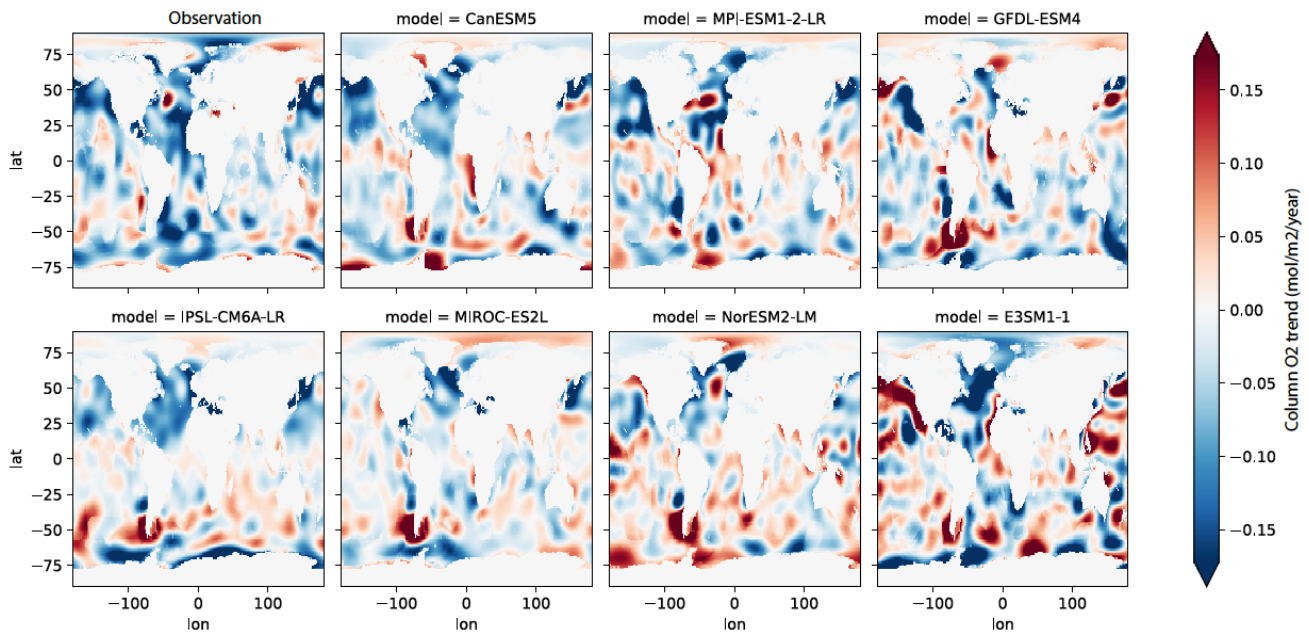 Observation
model = CanESM5
model = MPI-ESM1-2-LR
model = GFDL-ESM4
75
50
25
0
−25
−50
−75
lat
model = IPSL-CM6A-LR
model = MIROC-ES2L
model = NorESM2-LM
model = E3SM1-1
75
50
25
0
−25
−50
−75
lat
−100 0 100
lon
−100 0 100
lon
−100 0 100
lon
−100 0 100
lon
0.15
0.10
0.05
0.00
−0.05
−0.10
−0.15
Column O2 trend (mol/m2/year)